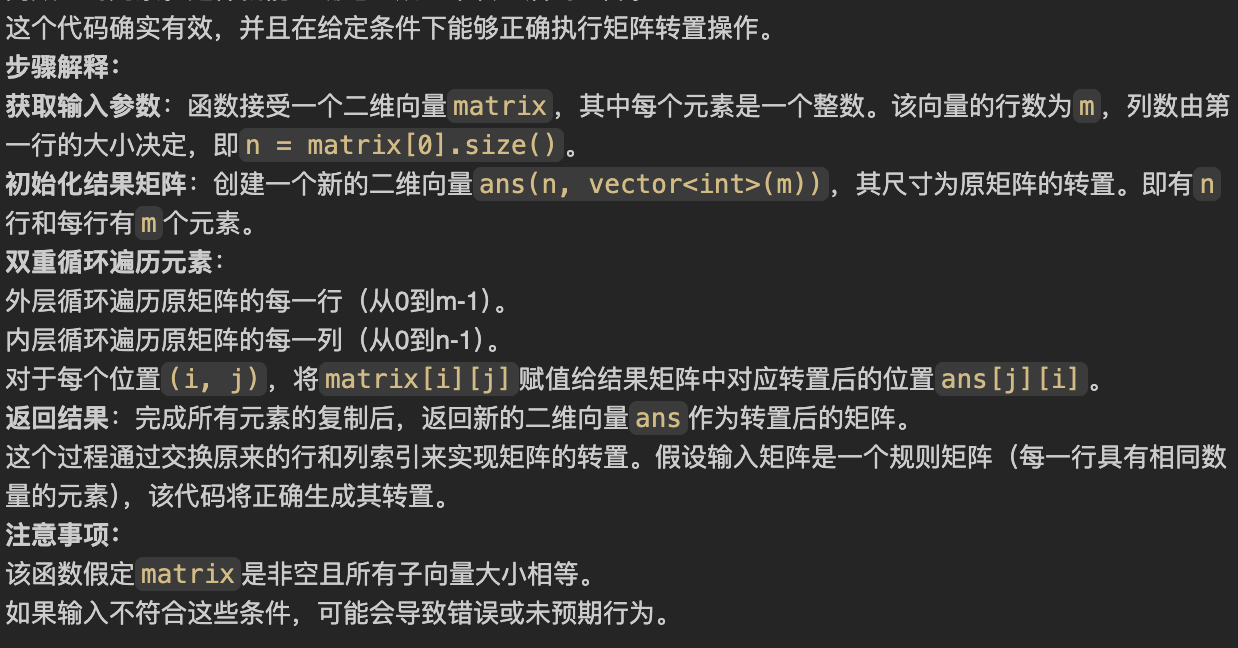 这个代码确实有效，并且在给定条件下能够正确执行矩阵转置操作。
步骤解释：
获取输入参数：函数接受一个二维向量matrix，其中每个元素是一个整数。该向量的行数为m，列数由第
一行的大小决定，即n = matrix[0].size()。
初始化结果矩阵：创建一个新的二维向量ans(n, vector<int>(m))，其尺寸为原矩阵的转置。即有n
行和每行有m个元素。
双重循环遍历元素：
外层循环遍历原矩阵的每一行（从0到m-1）。
内层循环遍历原矩阵的每一列（从0到n-1）。
对于每个位置(i, j)，将matrix[i][j]赋值给结果矩阵中对应转置后的位置ans[j][i]。
返回结果：完成所有元素的复制后，返回新的二维向量ans作为转置后的矩阵。
这个过程通过交换原来的行和列索引来实现矩阵的转置。假设输入矩阵是一个规则矩阵（每一行具有相同数
量的元素），该代码将正确生成其转置。
注意事项：
该函数假定matrix是非空且所有子向量大小相等。
如果输入不符合这些条件，可能会导致错误或未预期行为。